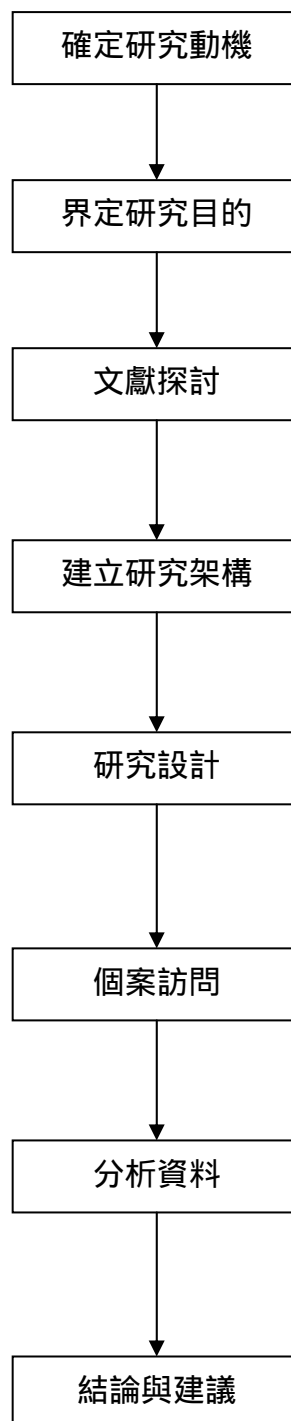 確定研究動機
界定研究目的
文獻探討
建立研究架構
研究設計
個案訪問
分析資料
結論與建議